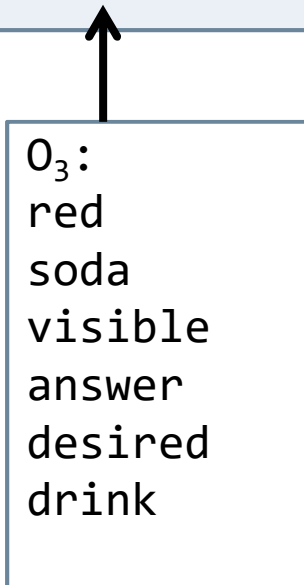 O₃:
red
soda
visible
answer
desired
drink